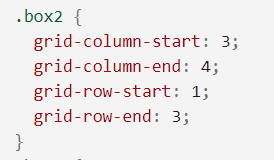 .box2 {
  grid-column-start: 3;
  grid-column-end: 4;
  grid-row-start: 1;
  grid-row-end: 3;
}